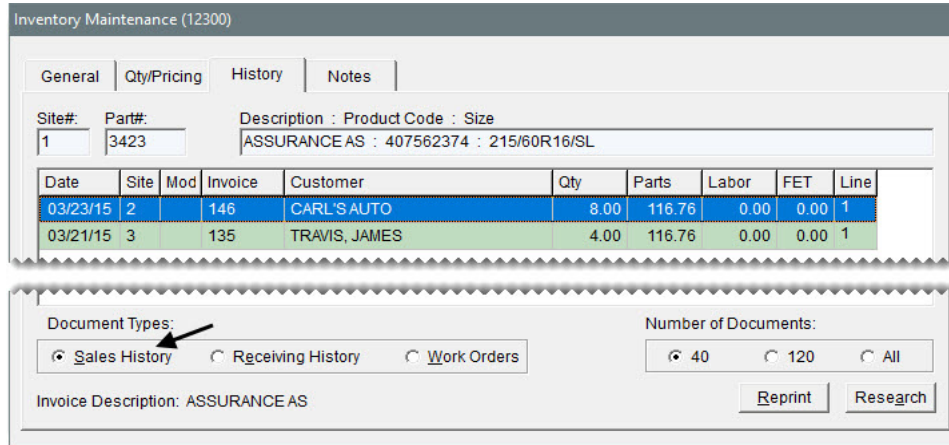 Inventory Maintenance (12300)
General Qty/Pricing History Notes
Site#: Part#: Description : Product Code : Size
1 3423 ASSURANCE AS : 407562374 : 215/60R16/SL
Date Site Mod Invoice Customer Qty Parts Labor FET Line
03/23/15 2 146 CARL'S AUTO 8.00 116.76 0.00 0.00 1
03/21/15 3 135 TRAVIS, JAMES 4.00 116.76 0.00 0.00 1
Document Types: Number of Documents:
Sales History Receiving History Work Orders 40 120 All
Invoice Description: ASSURANCE AS Reprint Research